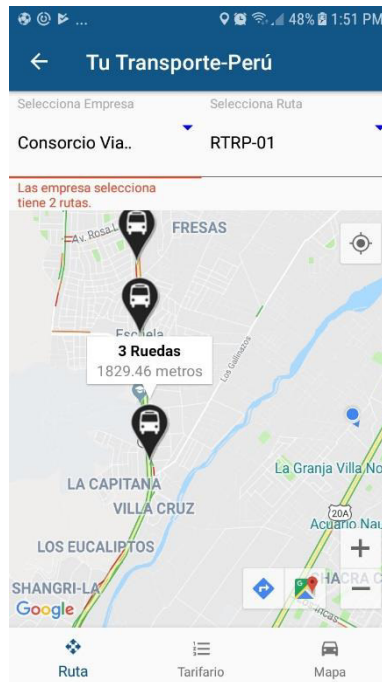 48% 1:51 PM
Tu Transporte-Perú
Selecciona Empresa
Selecciona Ruta
Consorcio Via..
RTRP-01
Las empresa selecciona
tiene 2 rutas.
Av. Rosa L
FRESAS
Escuela
3 Ruedas
1829.46 metros
Los Gallinazos
LA CAPITANA
VILLA CRUZ
La Granja Villa No
20A
Acuario Nau
LOS EUCALIPTOS
SHANGRI-LA
CHACRA C
Google
Incas
Ruta
Tarifario
Mapa